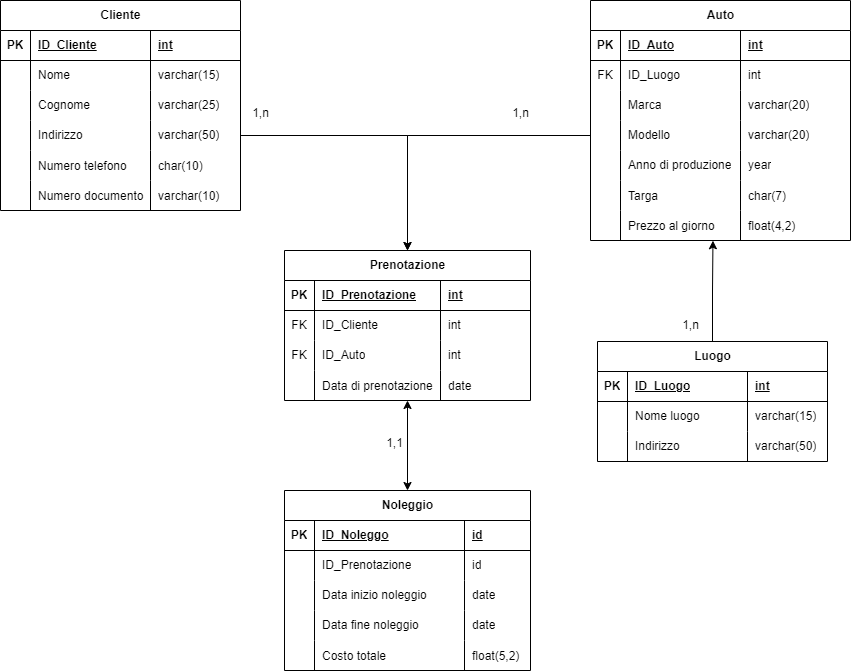 Cliente
PK ID_Cliente int
Nome varchar(15)
Cognome varchar(25)
Indirizzo varchar(50)
Numero telefono char(10)
Numero documento varchar(10)
1,n
1,n
Auto
PK ID_Auto int
FK ID_Luogo int
Marca varchar(20)
Modello varchar(20)
Anno di produzione year
Targa char(7)
Prezzo al giorno float(4,2)
Prenotazione
PK ID_Prenotazione int
FK ID_Cliente int
FK ID_Auto int
Data di prenotazione date
1,n
Luogo
PK ID_Luogo int
Nome luogo varchar(15)
Indirizzo varchar(50)
1,1
Noleggio
PK ID_Noleggo id
ID_Prenotazione id
Data inizio noleggio date
Data fine noleggio date
Costo totale float(5,2)